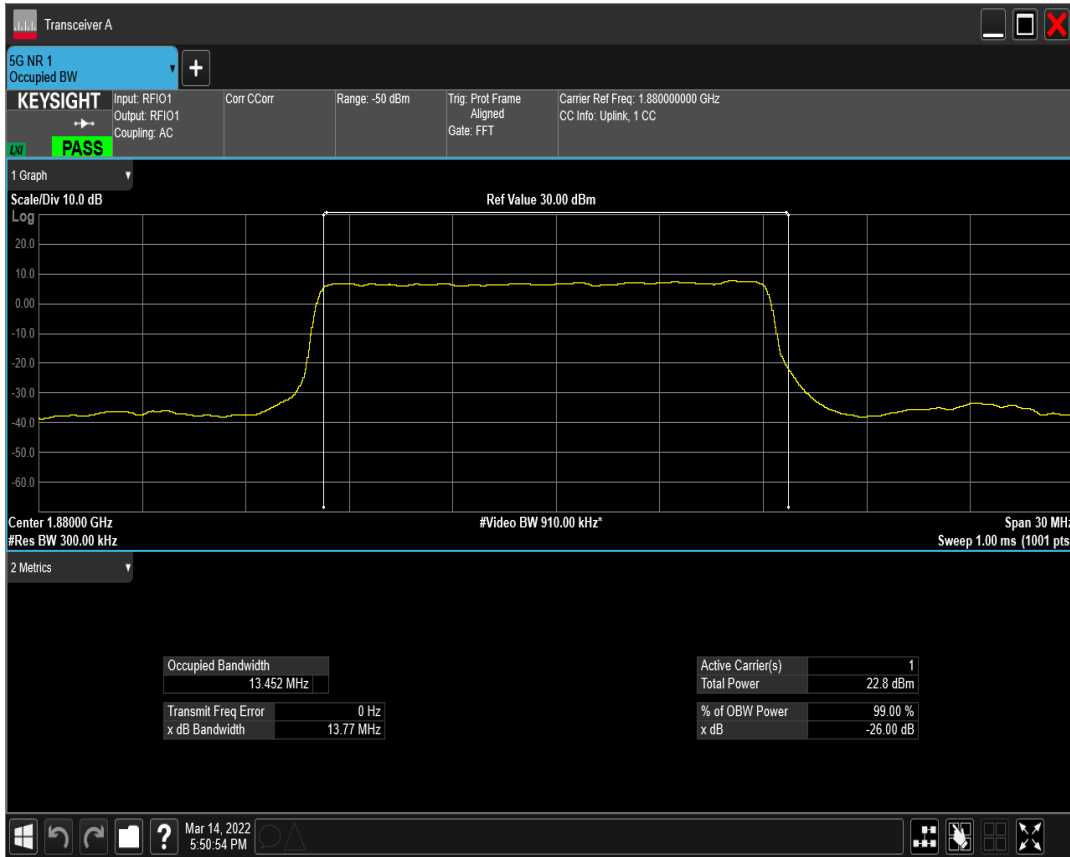 Transceiver A
5G NR 1
Occupied BW
KEYSIGHT
LXI
PASS
Input: RFIO1
Output: RFIO1
Coupling: AC
Corr CCorr
Range: -50 dBm
Trig: Prot Frame
Aligned
Gate: FFT
Carrier Ref Freq: 1.880000000 GHz
CC Info: Uplink, 1 CC
1 Graph
Scale/Div 10.0 dB
Ref Value 30.00 dBm
Log
20.0
10.0
0.00
-10.0
-20.0
-30.0
-40.0
-50.0
-60.0
Center 1.88000 GHz
#Video BW 910.00 kHz*
Span 30 MHz
#Res BW 300.00 kHz
Sweep 1.00 ms (1001 pts
2 Metrics
Occupied Bandwidth
13.452 MHz
Transmit Freq Error 0 Hz
x dB Bandwidth 13.77 MHz
Active Carrier(s) 1
Total Power 22.8 dBm
% of OBW Power 99.00 %
x dB -26.00 dB
?
Mar 14, 2022
5:50:54 PM